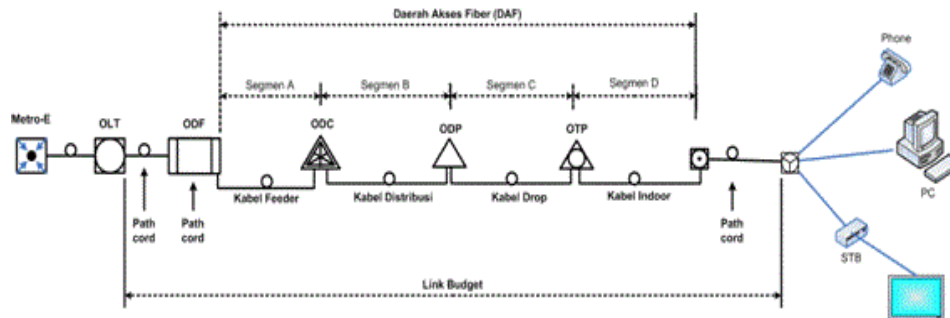 Daerah Akses Fiber (DAF)
Phone
Segmen A
Segmen B
Segmen C
Segmen D
Metro-E
OLT
ODF
ODC
ODP
OTP
Kabel Feeder
Kabel Distribusi
Kabel Drop
Kabel Indoor
PC
Path
cord
Path
cord
Path
cord
STB
Link Budget